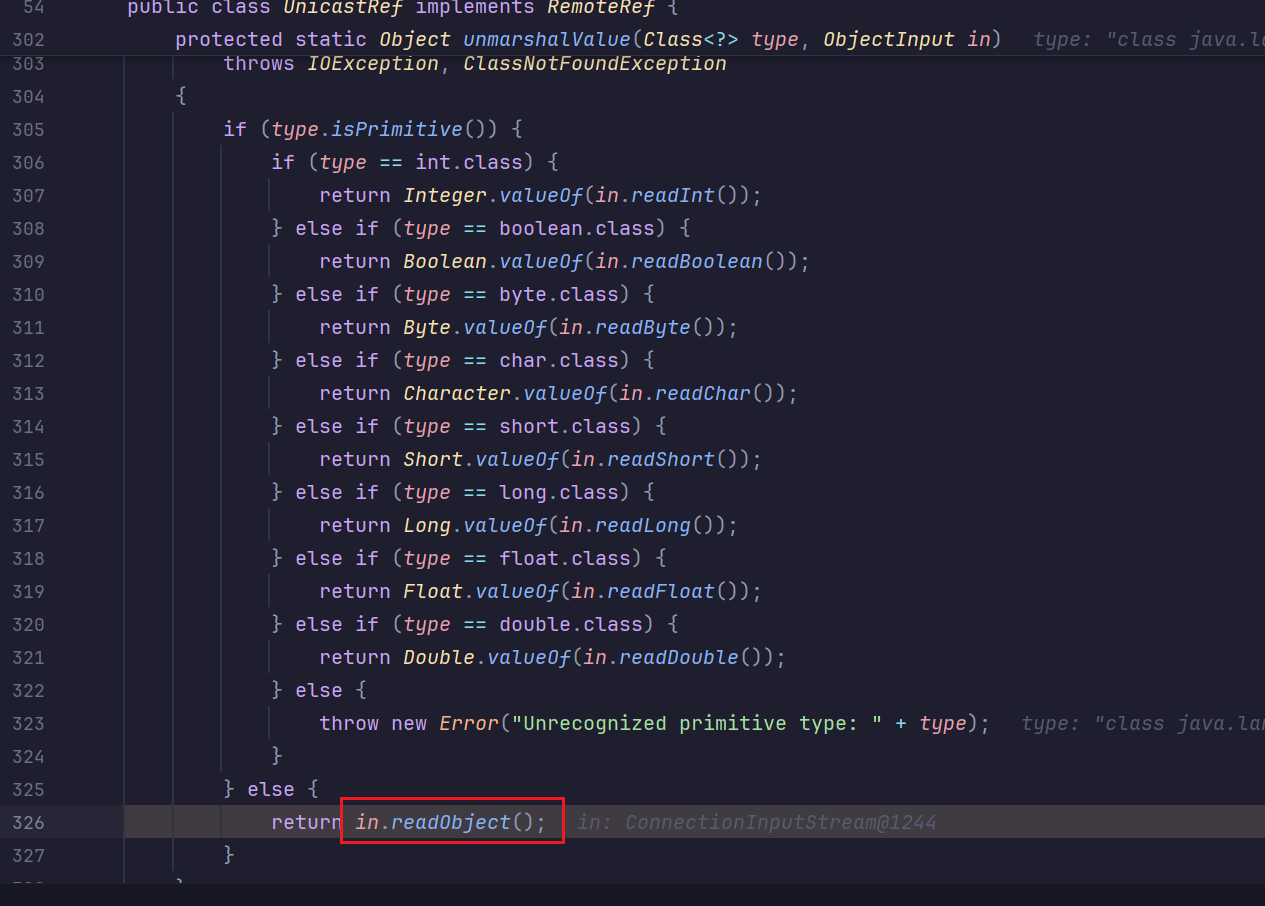 54 public class UnicastRef implements RemoteRef {
302 protected static Object unmarshalValue(Class<?> type, ObjectInput in) type: "class java.la
303 throws IOException, ClassNotFoundException
304 {
305 if (type.isPrimitive()) {
306 if (type == int.class) {
307 return Integer.valueOf(in.readInt());
308 } else if (type == boolean.class) {
309 return Boolean.valueOf(in.readBoolean());
310 } else if (type == byte.class) {
311 return Byte.valueOf(in.readByte());
312 } else if (type == char.class) {
313 return Character.valueOf(in.readChar());
314 } else if (type == short.class) {
315 return Short.valueOf(in.readShort());
316 } else if (type == long.class) {
317 return Long.valueOf(in.readLong());
318 } else if (type == float.class) {
319 return Float.valueOf(in.readFloat());
320 } else if (type == double.class) {
321 return Double.valueOf(in.readDouble());
322 } else {
323 throw new Error("Unrecognized primitive type: " + type); type: "class java.lan
324 }
325 } else {
326 return in.readObject(); in: ConnectionInputStream@1244
327 }